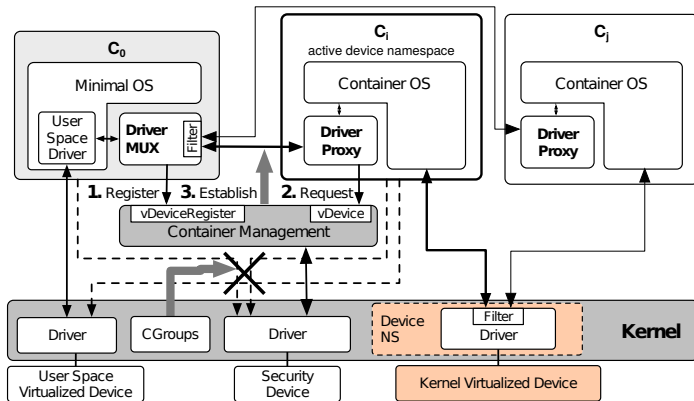 C0
Minimal OS
User
Space
Driver
Driver
MUX
Filter
Ci
active device namespace
Container OS
Driver
Proxy
Cj
Container OS
Driver
Proxy
1. Register
3. Establish
2. Request
vDeviceRegister
vDevice
Container Management
Driver
CGroups
Driver
Device
NS
Filter
Driver
Kernel
User Space
Virtualized Device
Security
Device
Kernel Virtualized Device